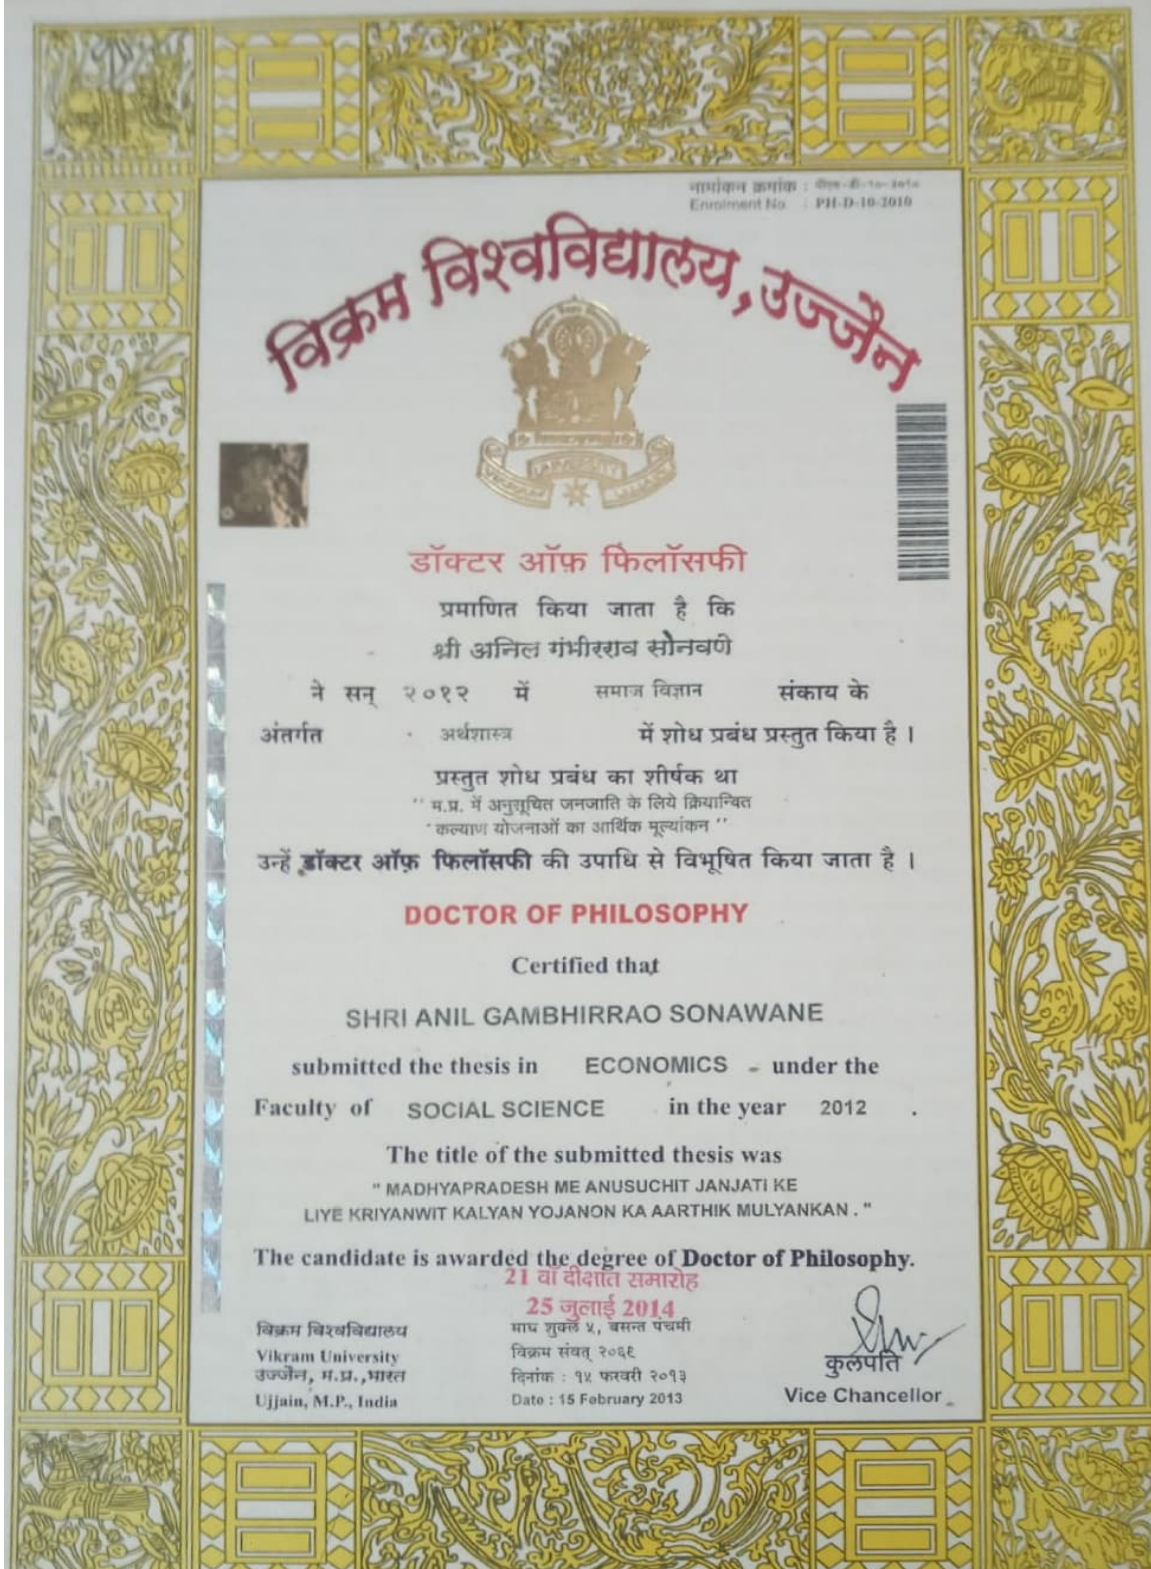 नामांकन क्रमांक : पीएच-डी-१०-२०१०
Enrolment No. : PH-D-10-2010
विक्रम विश्वविद्यालय, उज्जैन
UNIVERSITY
डॉक्टर ऑफ़ फिलॉसफी
प्रमाणित किया जाता है कि
श्री अनिल गंभीरराव सोनवणे
ने सन् २०१२ में समाज विज्ञान संकाय के
अंतर्गत अर्थशास्त्र में शोध प्रबंध प्रस्तुत किया है ।
प्रस्तुत शोध प्रबंध का शीर्षक था
'' म.प्र. में अनुसूचित जनजाति के लिये क्रियान्वित
कल्याण योजनाओं का आर्थिक मूल्यांकन ''
उन्हें डॉक्टर ऑफ़ फिलॉसफी की उपाधि से विभूषित किया जाता है ।
DOCTOR OF PHILOSOPHY
Certified that
SHRI ANIL GAMBHIRRAO SONAWANE
submitted the thesis in ECONOMICS - under the
Faculty of SOCIAL SCIENCE in the year 2012 .
The title of the submitted thesis was
" MADHYAPRADESH ME ANUSUCHIT JANJATI KE
LIYE KRIYANWIT KALYAN YOJANON KA AARTHIK MULYANKAN . "
The candidate is awarded the degree of Doctor of Philosophy.
21 वाँ दीक्षांत समारोह
25 जुलाई 2014
माघ शुक्ल ५, बसन्त पंचमी
विक्रम संवत् २०६९
दिनांक : १५ फरवरी २०१३
Date : 15 February 2013
विक्रम विश्वविद्यालय
Vikram University
उज्जैन, म.प्र.,भारत
Ujjain, M.P., India
कुलपति
Vice Chancellor